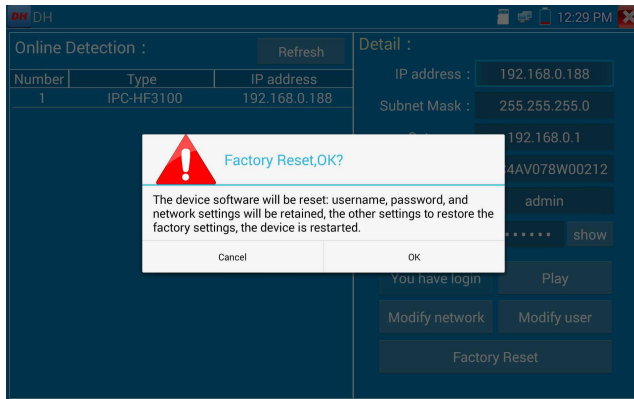 DH DH
12:29 PM
Online Detection :
Refresh
Number Type IP address
1 IPC-HF3100 192.168.0.188
Detail :
IP address : 192.168.0.188
Subnet Mask : 255.255.255.0
192.168.0.1
4AV078W00212
admin
show
You have login
Play
Modify network
Modify user
Factory Reset
Factory Reset,OK?
The device software will be reset: username, password, and
network settings will be retained, the other settings to restore the
factory settings, the device is restarted.
Cancel
OK